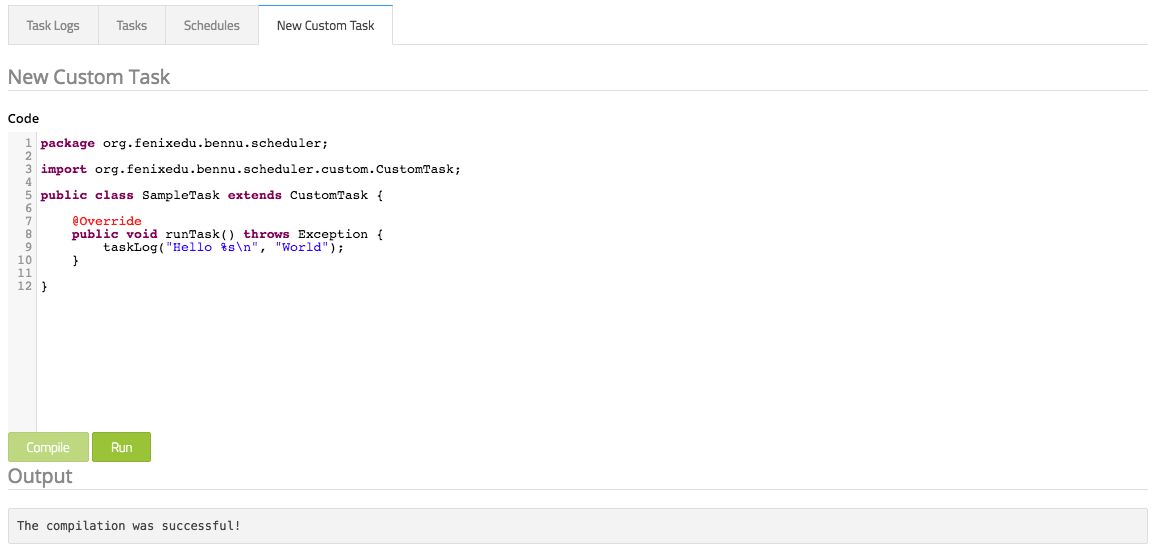 Task Logs Tasks Schedules New Custom Task
New Custom Task
Code
1 package org.fenixedu.bennu.scheduler;
2
3 import org.fenixedu.bennu.scheduler.custom.CustomTask;
4
5 public class SampleTask extends CustomTask {
6
7     @Override
8     public void runTask() throws Exception {
9         taskLog("Hello %s\n", "World");
10     }
11
12 }
Compile Run
Output
The compilation was successful!